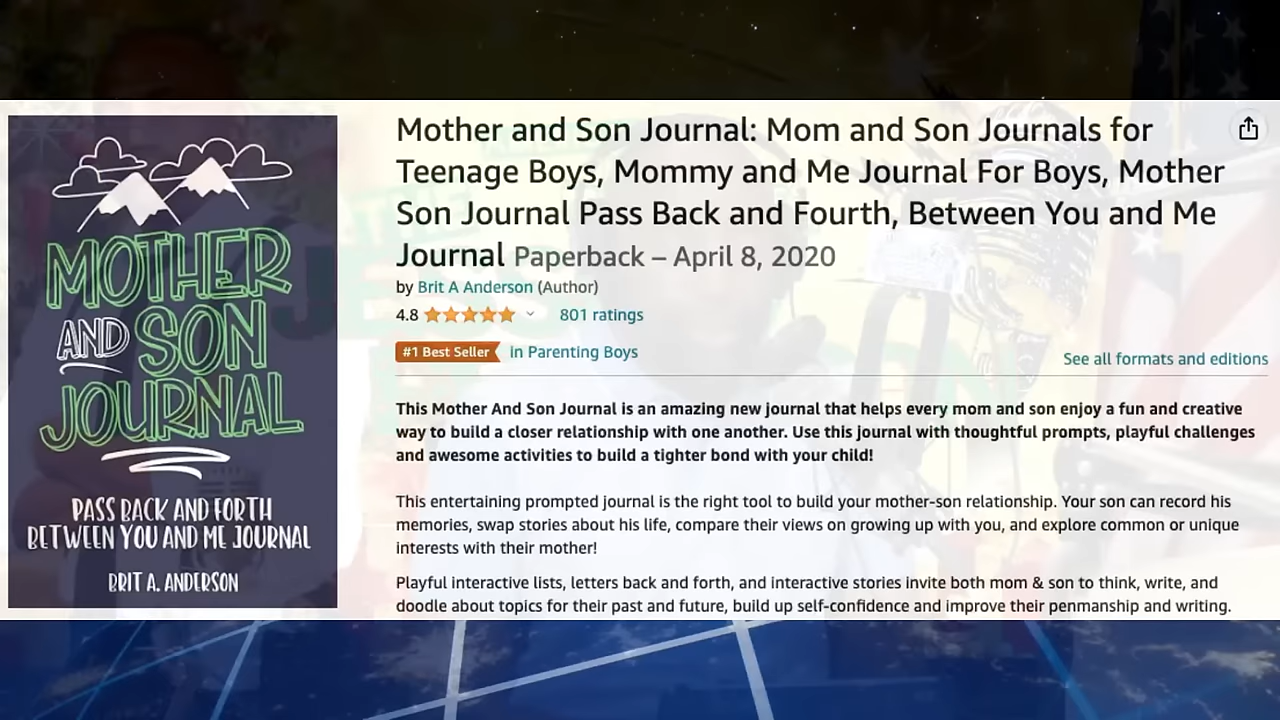 MOTHER
AND SON
JOURNAL
PASS BACK AND FORTH
BETWEEN YOU AND ME JOURNAL
BRIT A. ANDERSON
Mother and Son Journal: Mom and Son Journals for
Teenage Boys, Mommy and Me Journal For Boys, Mother
Son Journal Pass Back and Fourth, Between You and Me
Journal Paperback – April 8, 2020
by Brit A Anderson (Author)
4.8 801 ratings
#1 Best Seller in Parenting Boys
See all formats and editions
This Mother And Son Journal is an amazing new journal that helps every mom and son enjoy a fun and creative
way to build a closer relationship with one another. Use this journal with thoughtful prompts, playful challenges
and awesome activities to build a tighter bond with your child!
This entertaining prompted journal is the right tool to build your mother-son relationship. Your son can record his
memories, swap stories about his life, compare their views on growing up with you, and explore common or unique
interests with their mother!
Playful interactive lists, letters back and forth, and interactive stories invite both mom & son to think, write, and
doodle about topics for their past and future, build up self-confidence and improve their penmanship and writing.